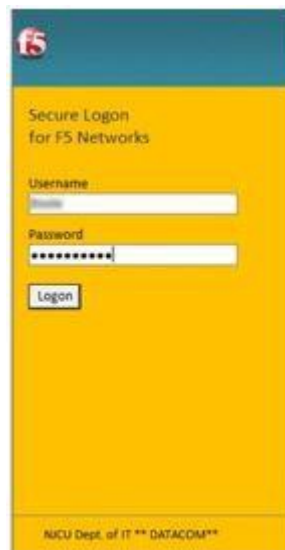 f5
Secure Logon
for F5 Networks
Username
Password
Logon
NJCU Dept. of IT ** DATACOM**